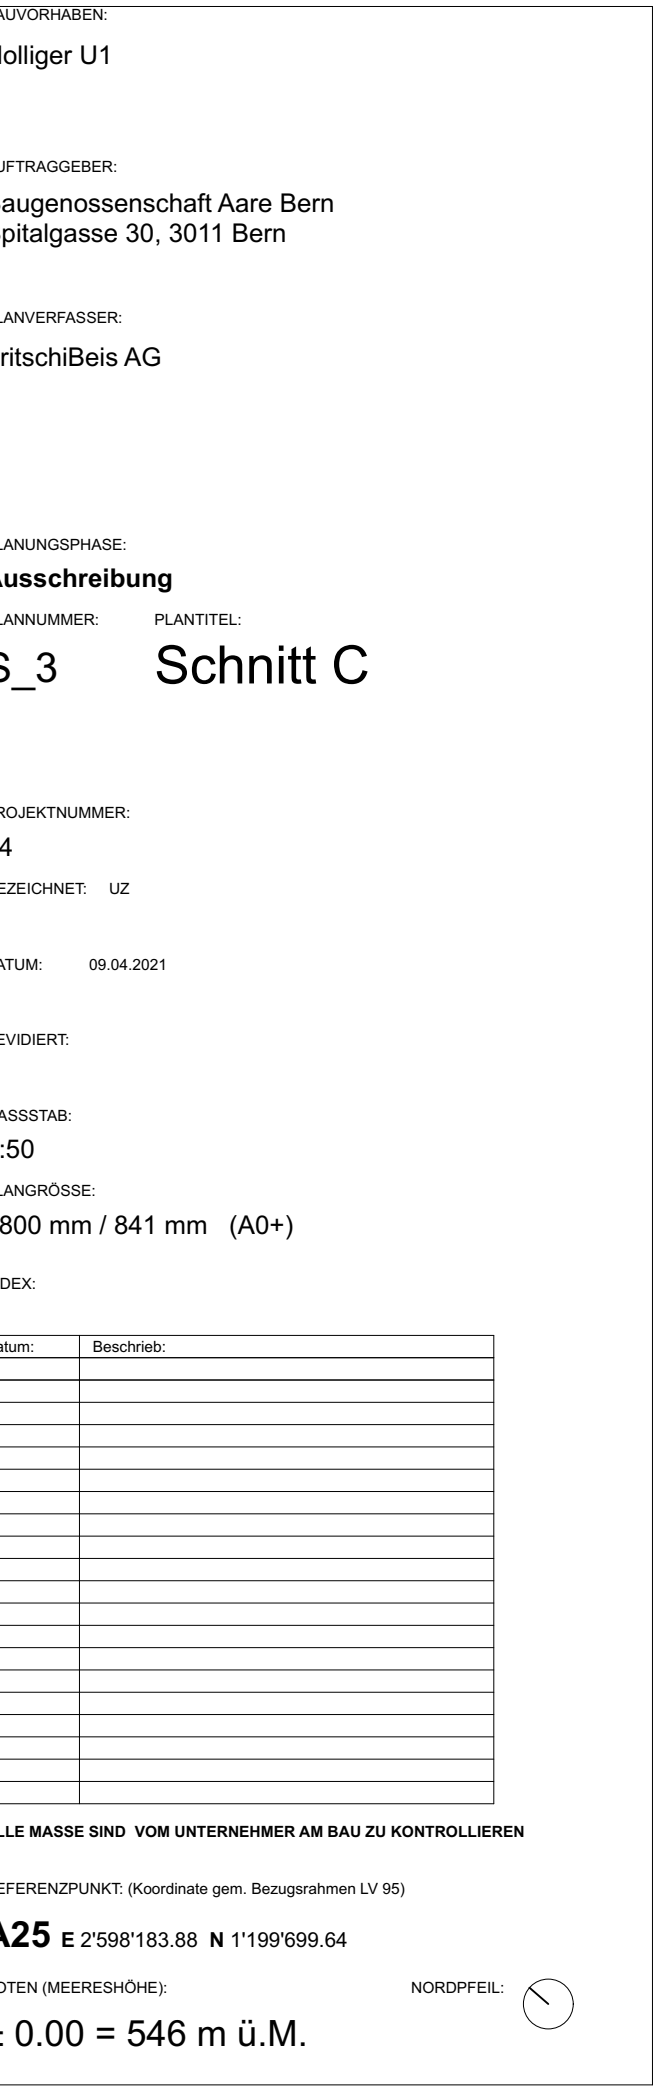 AUVORHABEN:
olliger U1
UFTRAGGEBER:
augenossenschaft Aare Bern
pitalgasse 30, 3011 Bern
LANVERFASSER:
ritschiBeis AG
LANUNGSPHASE:
Ausschreibung
LANNUMMER: PLANTITEL:
S_3 Schnitt C
ROJEKTNUMMER:
4
EZEICHNET: UZ
ATUM: 09.04.2021
EVIDIERT:
ASSSTAB:
:50
LANGRÖSSE:
800 mm / 841 mm (A0+)
DEX:
atum: Beschrieb:
LLE MASSE SIND VOM UNTERNEHMER AM BAU ZU KONTROLLIEREN
EFERENZPUNKT: (Koordinate gem. Bezugsrahmen LV 95)
A25 E 2'598'183.88 N 1'199'699.64
OTEN (MEERESHÖHE): NORDPFEIL:
± 0.00 = 546 m ü.M.